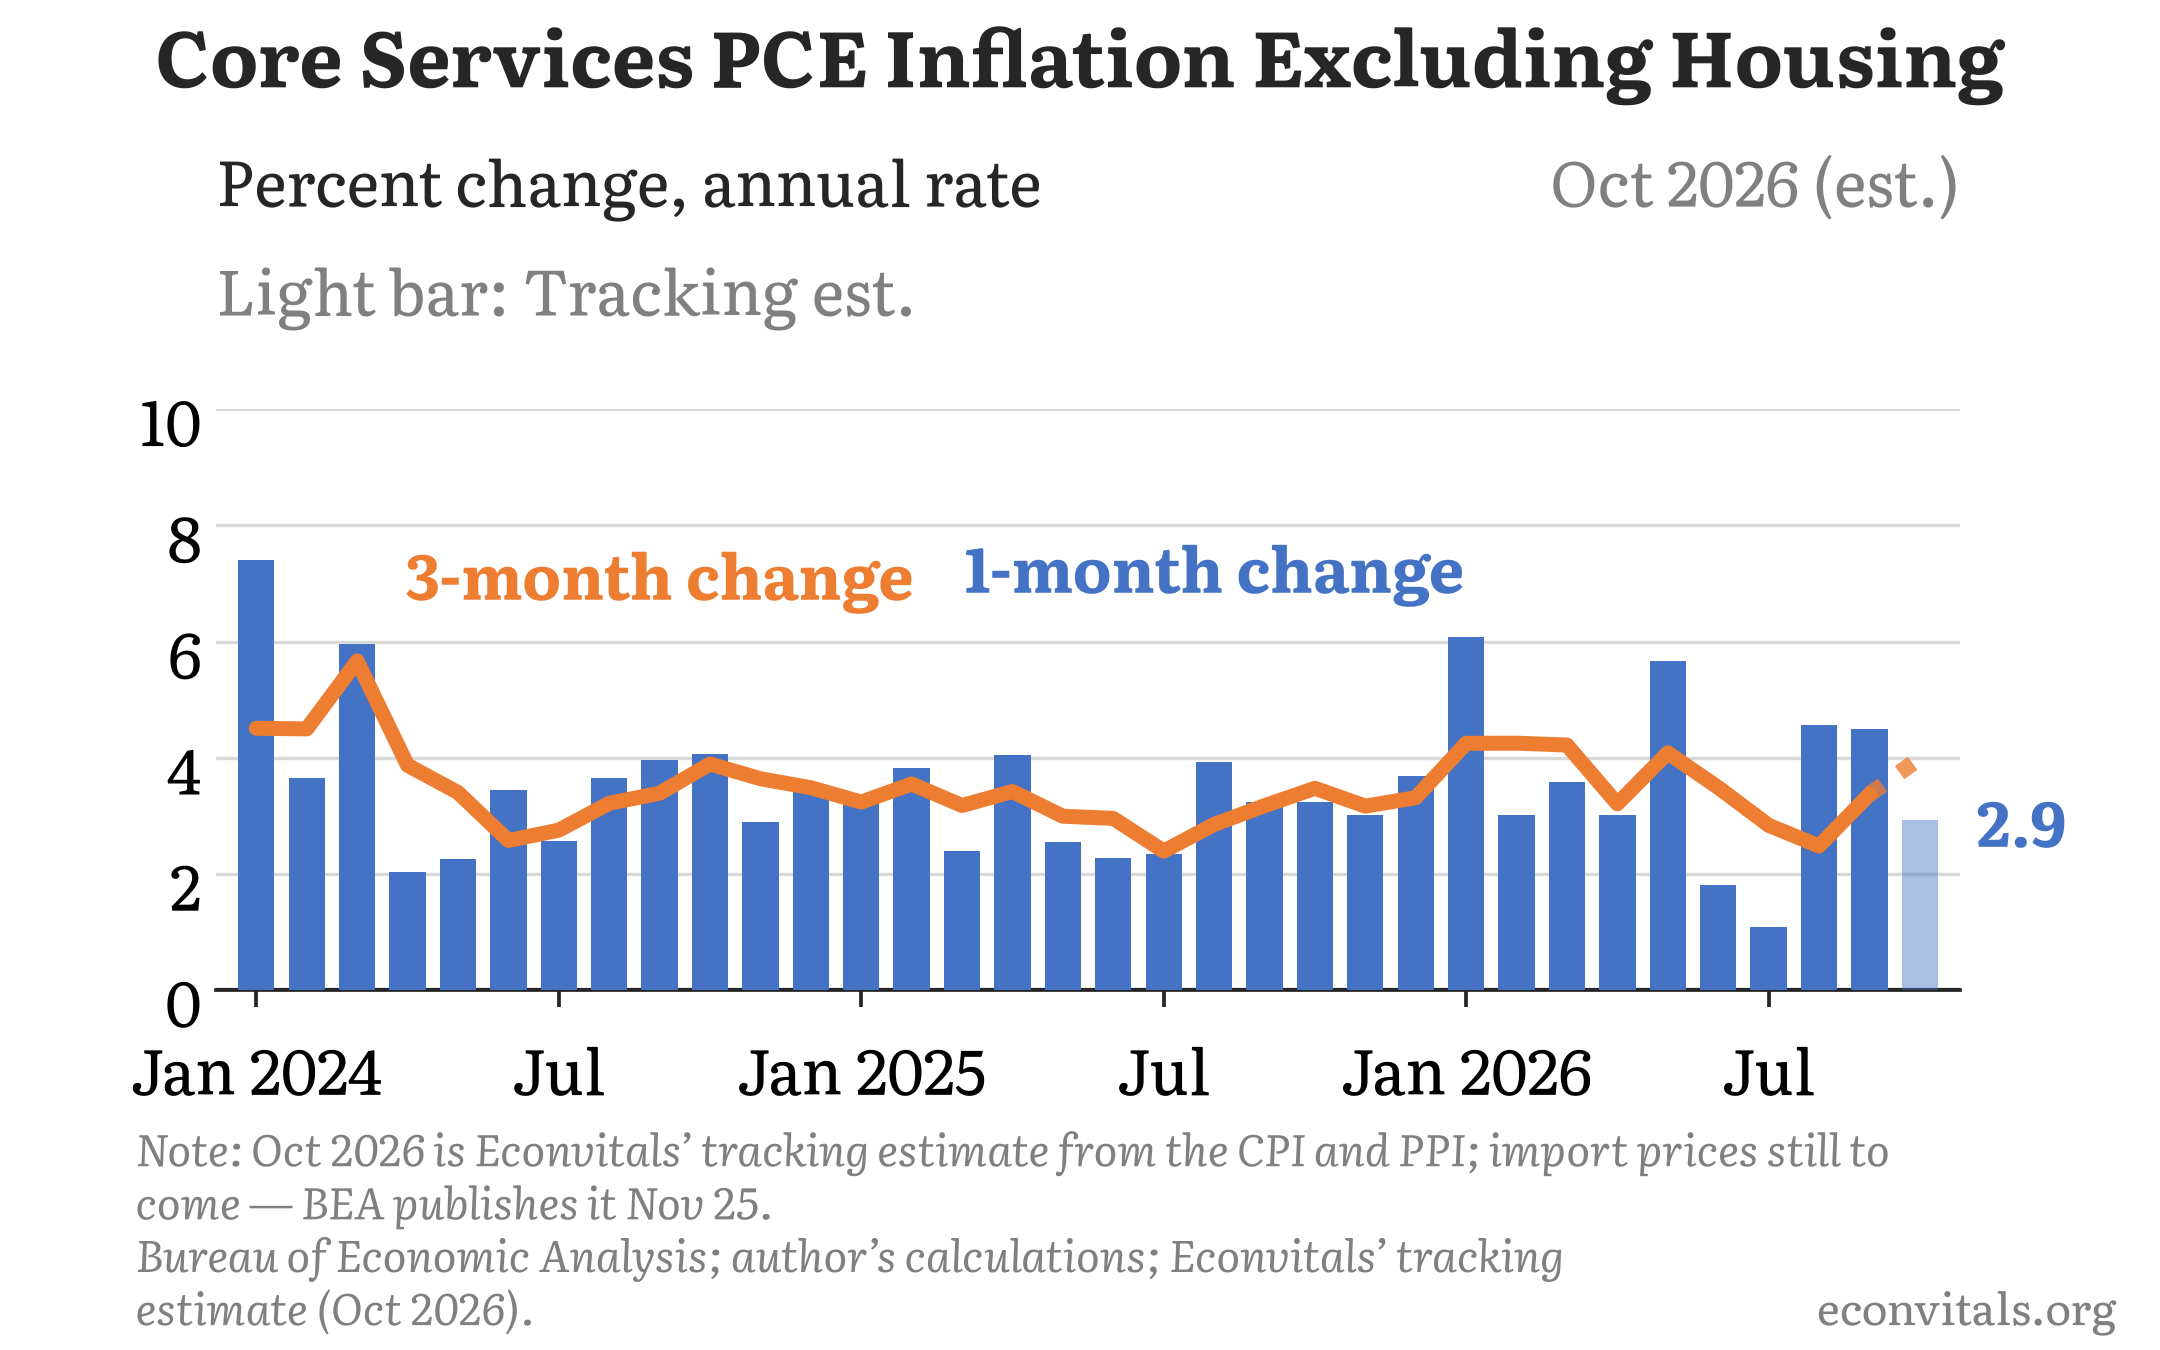 Core Services PCE Inflation Excluding Housing
Percent change, annual rate
Oct 2026 (est.)
Light bar: Tracking est.
10
8
3-month change
1-month change
6
4
2.9
2
0
Jan 2024
Jul
Jan 2025
Jul
Jan 2026
Jul
Note: Oct 2026 is Econvitals’ tracking estimate from the CPI and PPI; import prices still to
come — BEA publishes it Nov 25.
Bureau of Economic Analysis; author’s calculations; Econvitals’ tracking
estimate (Oct 2026).
econvitals.org